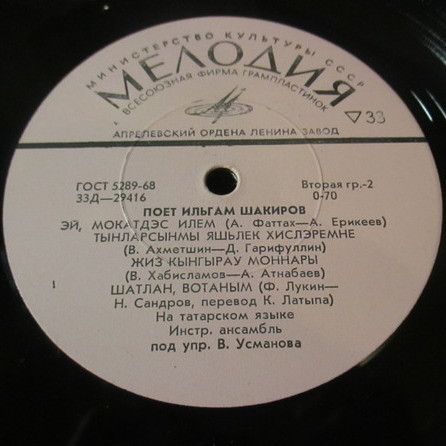 МИНИСТЕРСТВО КУЛЬТУРЫ СССР
МЕЛОДИЯ
ВСЕСОЮЗНАЯ ФИРМА ГРАМПЛАСТИНОК
▽33
АПРЕЛЕВСКИЙ ОРДЕНА ЛЕНИНА ЗАВОД
ГОСТ 5289-68 Вторая гр.-2
33Д—29416 0-70
ПОЕТ ИЛЬГАМ ШАКИРОВ
ЭЙ, МОКАТДЭС ИЛЕМ (А. Фаттах—А. Ерикеев)
ТЫНЛАРСЫНМЫ ЯШЬЛЕК ХИСЛЭРЕМНЕ
(В. Ахметшин—Д. Гарифуллин)
ЖИЗ КЫНГЫРАУ МОННАРЫ
(В. Хабисламов—А. Атнабаев)
ШАТЛАН, ВОТАНЫМ (Ф. Лукин—
Н. Сандров, перевод К. Латыпа)
На татарском языке
Инстр. ансамбль
под упр. В. Усманова